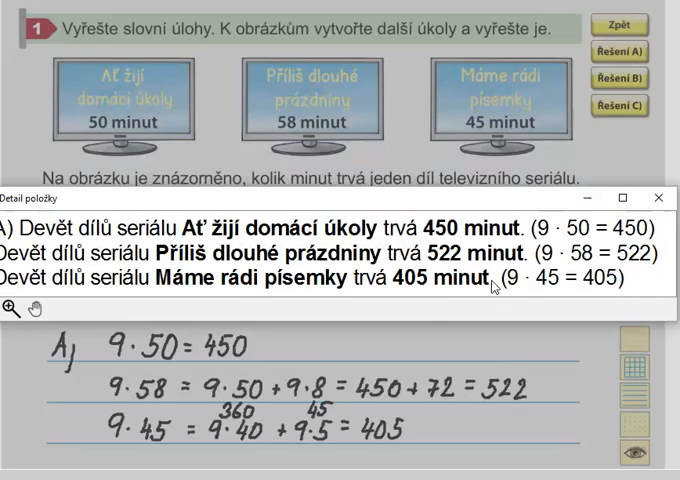 1 Vyřešte slovní úlohy. K obrázkům vytvořte další úkoly a vyřešte je.
Zpět
Řešení A)
Řešení B)
Řešení C)
Ať žijí
domácí úkoly
50 minut
Příliš dlouhé
prázdniny
58 minut
Máme rádi
písemky
45 minut
Na obrázku je znázorněno, kolik minut trvá jeden díl televizního seriálu.
Detail položky
A) Devět dílů seriálu Ať žijí domácí úkoly trvá 450 minut. (9 · 50 = 450)
Devět dílů seriálu Příliš dlouhé prázdniny trvá 522 minut. (9 · 58 = 522)
Devět dílů seriálu Máme rádi písemky trvá 405 minut. (9 · 45 = 405)
A) 9·50 = 450
9·58 = 9·50 + 9·8 = 450 + 72 = 522
360 45
9·45 = 9·40 + 9·5 = 405